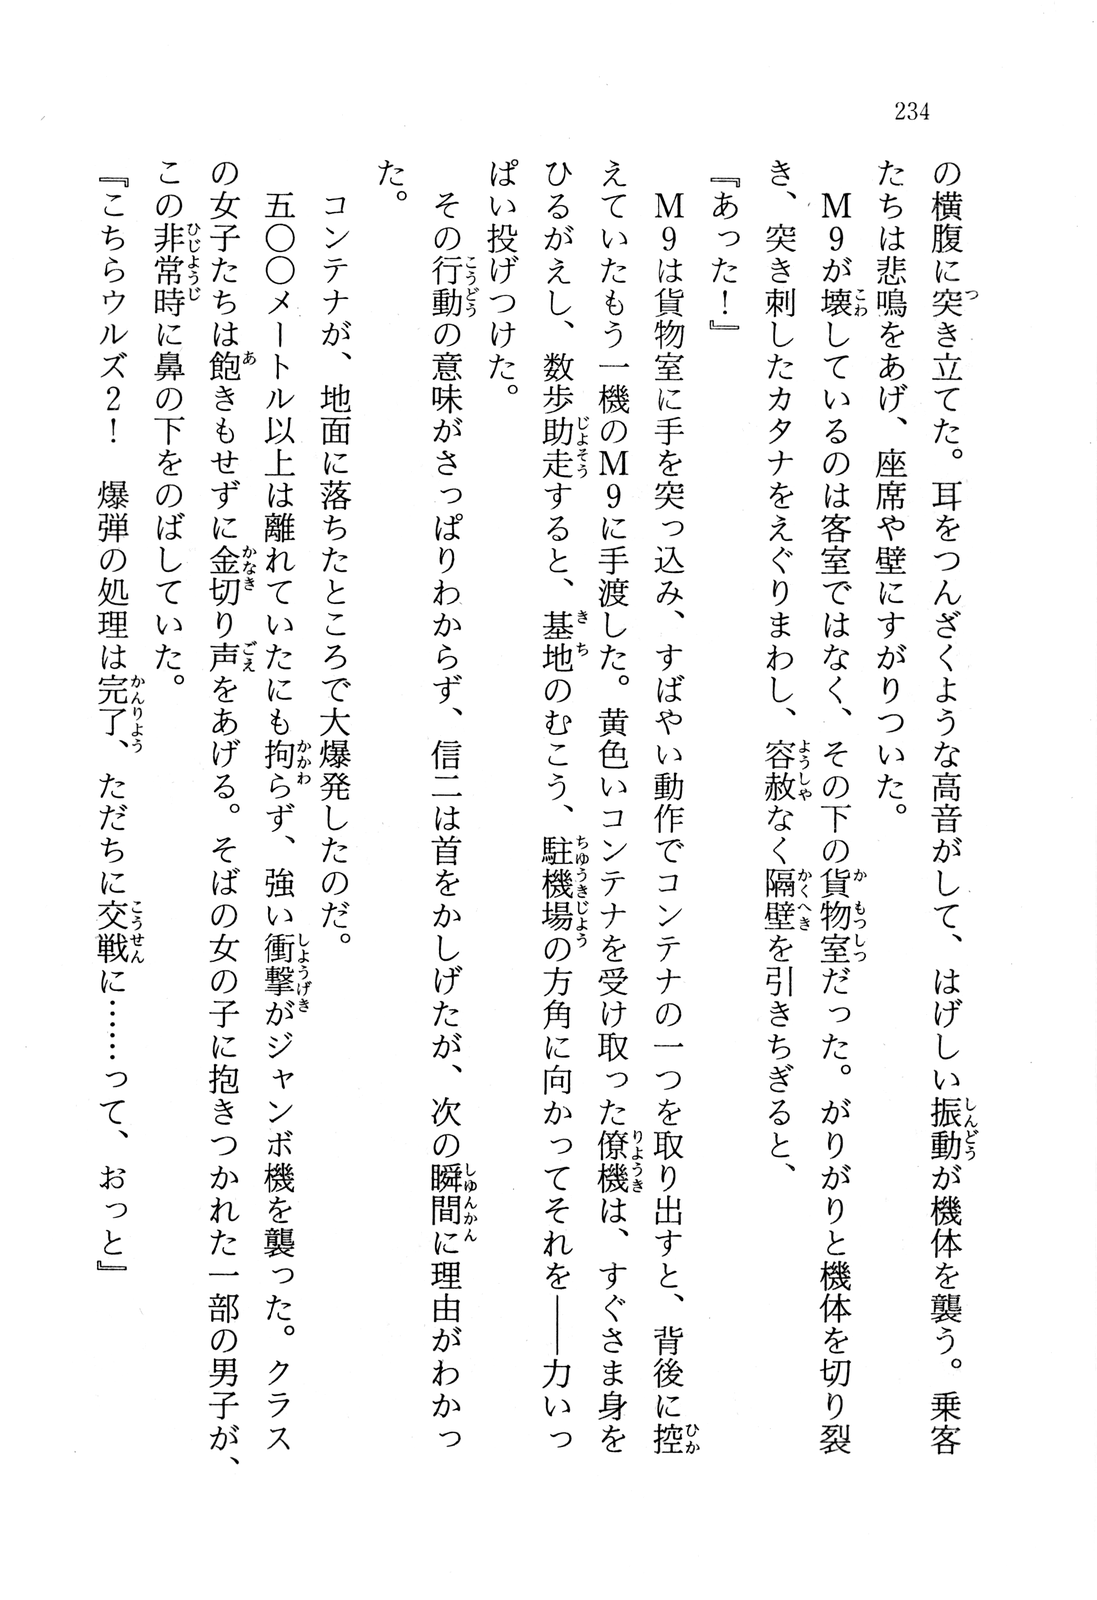 234
の横腹に突き立てた。耳をつんざくような高音がして、はげしい振動が機体を襲う。乗客
たちは悲鳴をあげ、座席や壁にすがりついた。
　Ｍ９が壊しているのは客室ではなく、その下の貨物室だった。がりがりと機体を切り裂
き、突き刺したカタナをえぐりまわし、容赦なく隔壁を引きちぎると、
『あった！』
　Ｍ９は貨物室に手を突っ込み、すばやい動作でコンテナの一つを取り出すと、背後に控
えていたもう一機のＭ９に手渡した。黄色いコンテナを受け取った僚機は、すぐさま身を
ひるがえし、数歩助走すると、基地のむこう、駐機場の方角に向かってそれを――力いっ
ぱい投げつけた。
　その行動の意味がさっぱりわからず、信二は首をかしげたが、次の瞬間に理由がわかっ
た。
　コンテナが、地面に落ちたところで大爆発したのだ。
　五〇〇メートル以上は離れていたにも拘らず、強い衝撃がジャンボ機を襲った。クラス
の女子たちは飽きもせずに金切り声をあげる。そばの女の子に抱きつかれた一部の男子が、
この非常時に鼻の下をのばしていた。
『こちらウルズ２！　爆弾の処理は完了、ただちに交戦に……って、おっと』